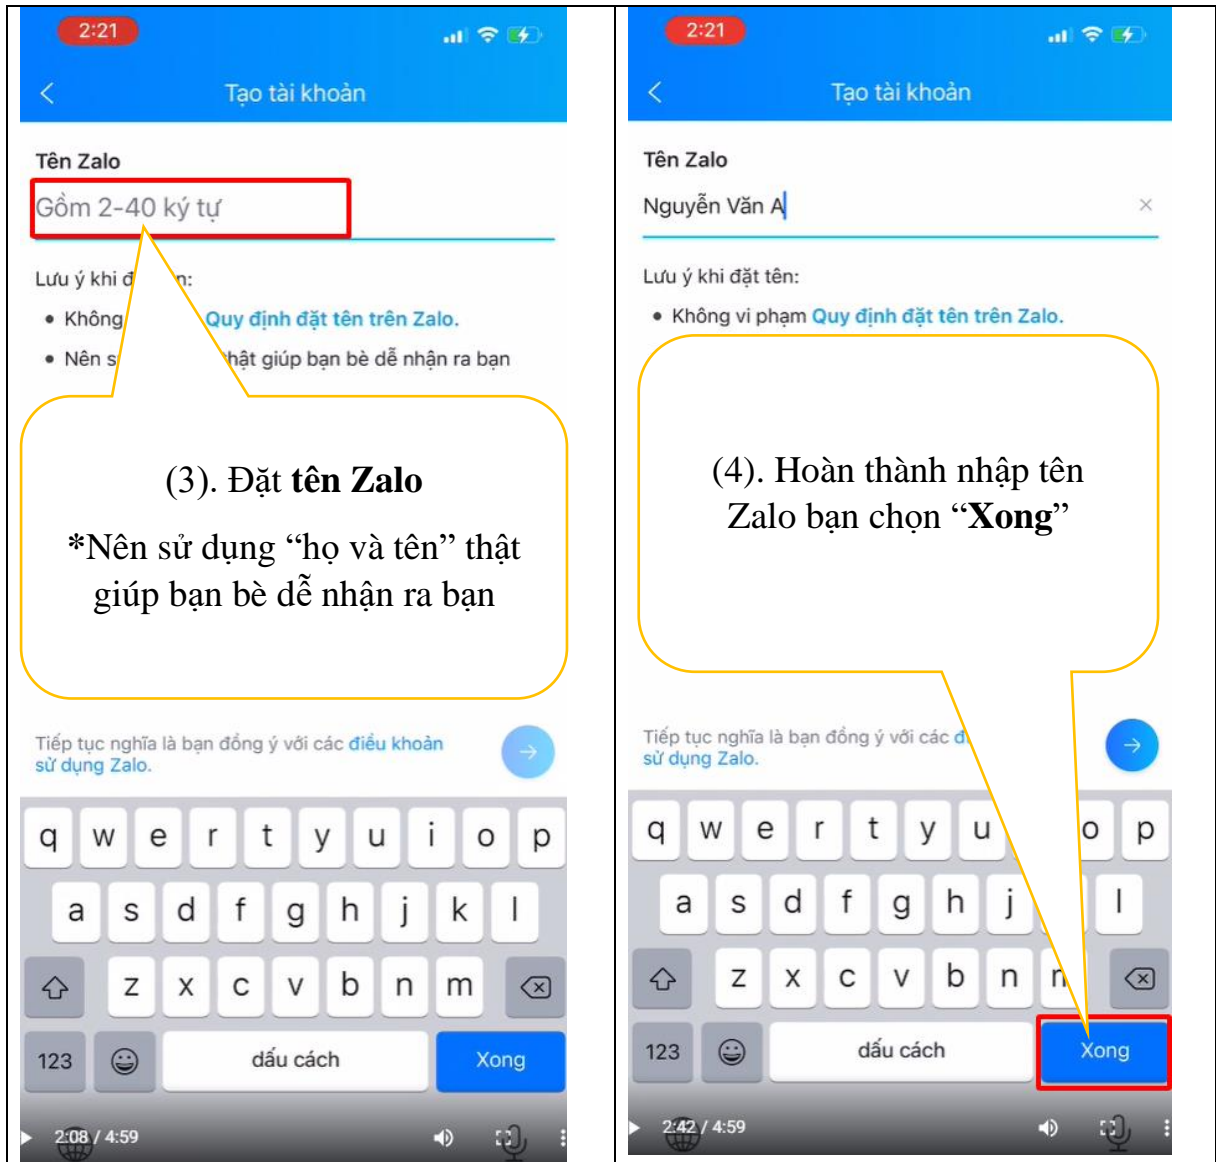 2:21
Tạo tài khoản
Tên Zalo
Gồm 2-40 ký tự
Lưu ý khi đ n:
Không Quy định đặt tên trên Zalo.
Nên s hật giúp bạn bè dễ nhận ra bạn
(3). Đặt tên Zalo
*Nên sử dụng “họ và tên” thật
giúp bạn bè dễ nhận ra bạn
Tiếp tục nghĩa là bạn đồng ý với các điều khoản
sử dụng Zalo.
q w e r t y u i o p
a s d f g h j k l
z x c v b n m
123 dấu cách Xong
2:08 / 4:59
2:21
Tạo tài khoản
Tên Zalo
Nguyễn Văn A
Lưu ý khi đặt tên:
Không vi phạm Quy định đặt tên trên Zalo.
(4). Hoàn thành nhập tên
Zalo bạn chọn “Xong”
Tiếp tục nghĩa là bạn đồng ý với các đ
sử dụng Zalo.
q w e r t y u o p
a s d f g h j l
z x c v b n
123 dấu cách Xong
2:42 / 4:59